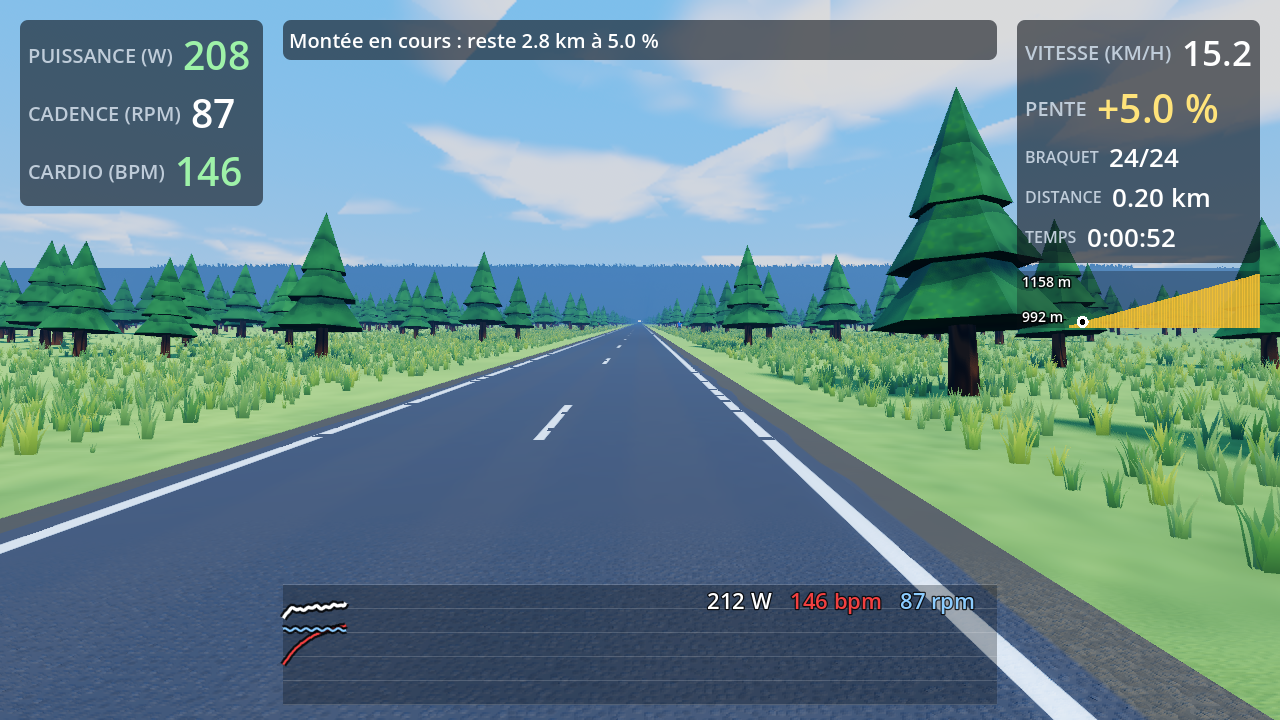 PUISSANCE (W) 208
CADENCE (RPM) 87
CARDIO (BPM) 146
Montée en cours : reste 2.8 km à 5.0 %
VITESSE (KM/H) 15.2
PENTE +5.0 %
BRAQUET 24/24
DISTANCE 0.20 km
TEMPS 0:00:52
1158 m
992 m
212 W 146 bpm 87 rpm